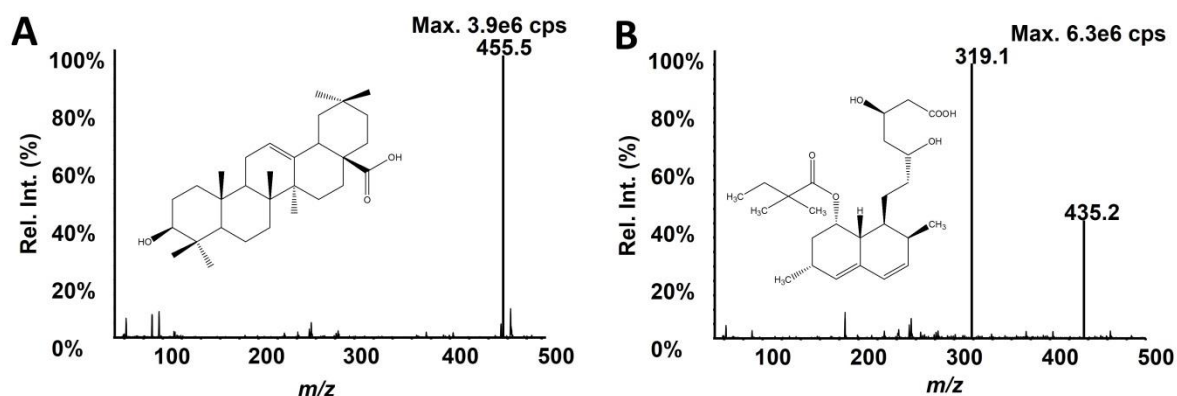 A
Max. 3.9e6 cps
455.5
100%
80%
60%
40%
20%
0%
Rel. Int. (%)
HO
OH
O
100 200 300 400 500
m/z
B
Max. 6.3e6 cps
319.1
435.2
100%
80%
60%
40%
20%
0%
Rel. Int. (%)
HO
COOH
OH
O
H₃C
O
CH₃
H₃C
H
CH₃
H₃C
100 200 300 400 500
m/z